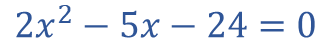 2x² − 5x − 24 = 0